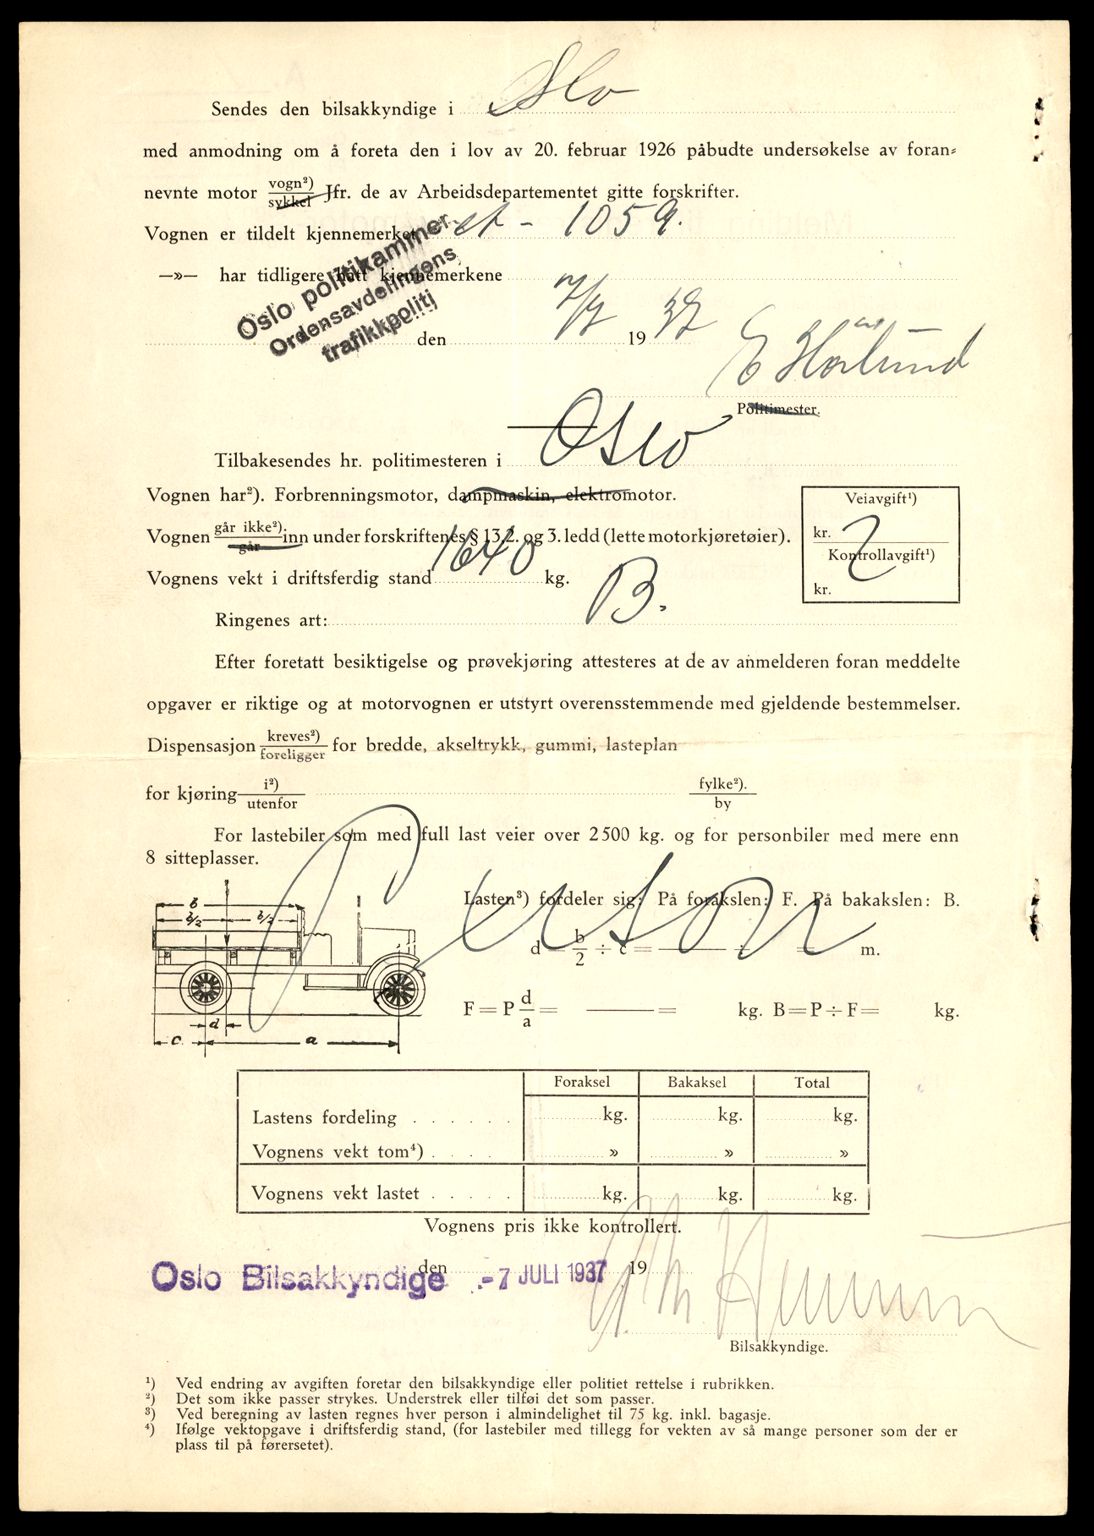 Sendes den bilsakkyndige i Oslo
med anmodning om å foreta den i lov av 20. februar 1926 påbudte undersøkelse av foran-
nevnte motor vogn²) sykkel Jfr. de av Arbeidsdepartementet gitte forskrifter.
Vognen er tildelt kjennemerket A - 1059.
—»— har tidligere hatt kjennemerkene
Oslo politikammer
Ordensavdelingens
trafikkpoliti
den 7/7 19 37
Politimester.
Tilbakesendes hr. politimesteren i Oslo
Vognen har²). Forbrenningsmotor, dampmaskin, elektromotor.
Veiavgift¹)
kr. 2
Kontrollavgift¹)
kr.
Vognen går ikke²) går inn under forskriftenes § 13 2. og 3. ledd (lette motorkjøretøier).
Vognens vekt i driftsferdig stand 1640 kg.
Ringenes art: B.
Efter foretatt besiktigelse og prøvekjøring attesteres at de av anmelderen foran meddelte
opgaver er riktige og at motorvognen er utstyrt overensstemmende med gjeldende bestemmelser.
Dispensasjon kreves²) foreligger for bredde, akseltrykk, gummi, lasteplan
for kjøring i²) utenfor fylke²). by
For lastebiler som med full last veier over 2500 kg. og for personbiler med mere enn
8 sitteplasser.
Person
b
b/2 b/2
d
c a
Lasten³) fordeler sig: På forakslen: F. På bakakslen: B.
d = b/2 ÷ c = ——— ÷ = m.
F = P d/a = ——— = kg. B = P ÷ F = kg.
Foraksel Bakaksel Total
Lastens fordeling . . . . . . kg. kg. kg.
Vognens vekt tom⁴) . . . . » » »
Vognens vekt lastet . . . . . kg. kg. kg.
Vognens pris ikke kontrollert.
Oslo Bilsakkyndige den -7 JULI 1937 19
Bilsakkyndige.
¹) Ved endring av avgiften foretar den bilsakkyndige eller politiet rettelse i rubrikken.
²) Det som ikke passer strykes. Understrek eller tilføi det som passer.
³) Ved beregning av lasten regnes hver person i almindelighet til 75 kg. inkl. bagasje.
⁴) Ifølge vektopgave i driftsferdig stand, (for lastebiler med tillegg for vekten av så mange personer som der er
plass til på førersetet).